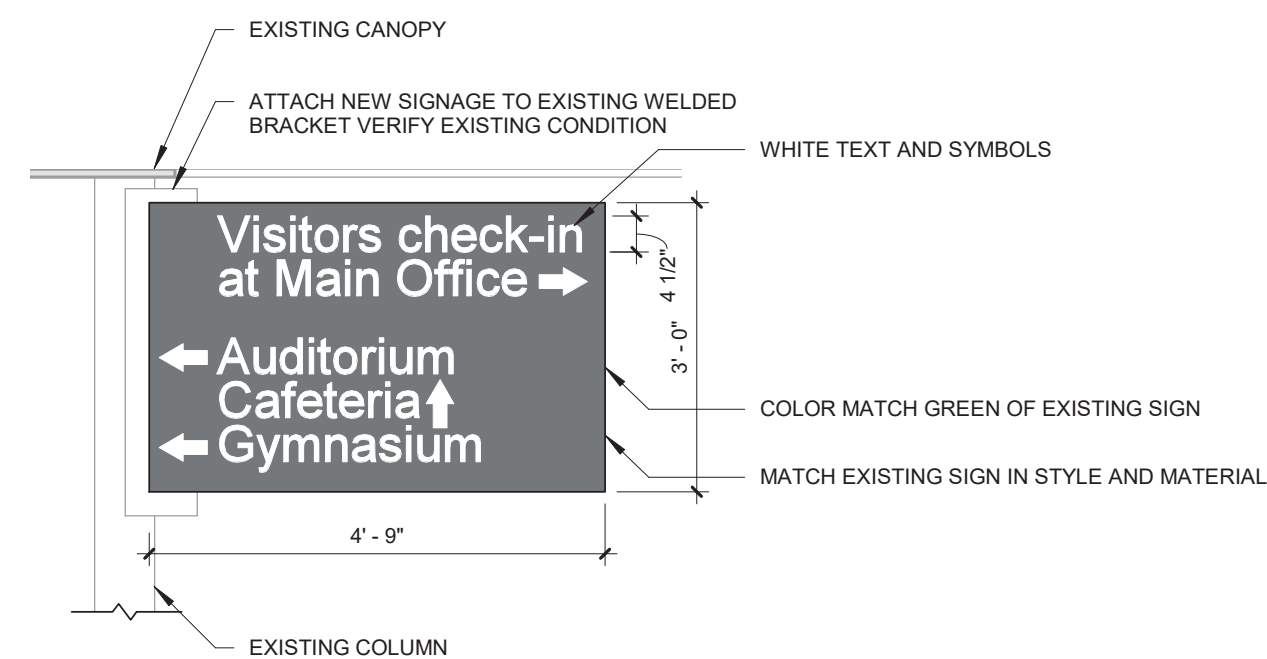 EXISTING CANOPY
ATTACH NEW SIGNAGE TO EXISTING WELDED
BRACKET VERIFY EXISTING CONDITION
WHITE TEXT AND SYMBOLS
Visitors check-in
at Main Office
Auditorium
Cafeteria
Gymnasium
4 1/2"
3' - 0"
COLOR MATCH GREEN OF EXISTING SIGN
MATCH EXISTING SIGN IN STYLE AND MATERIAL
4' - 9"
EXISTING COLUMN